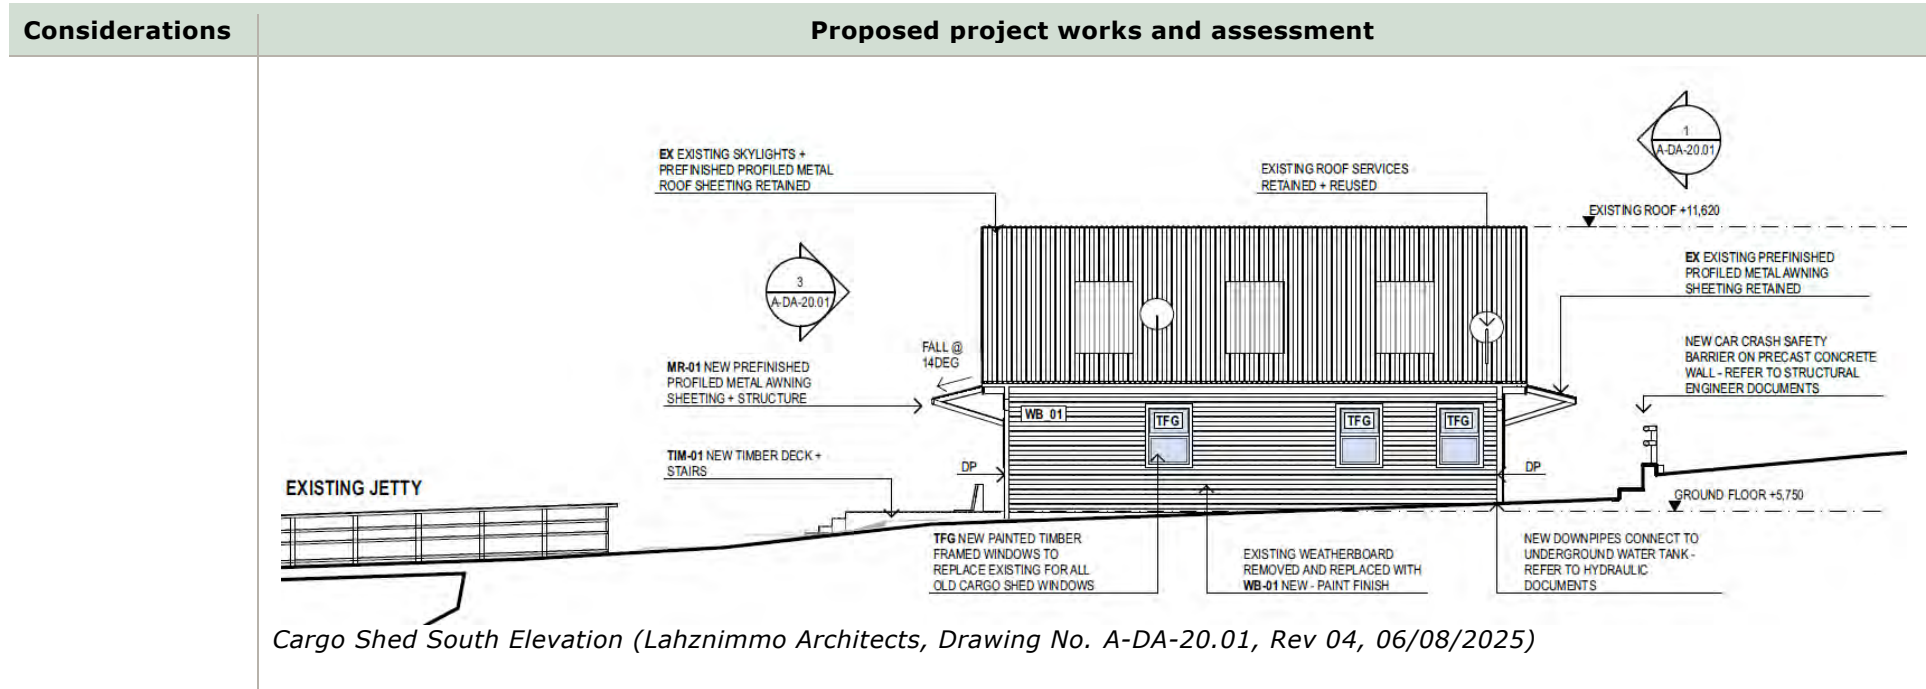 Considerations
Proposed project works and assessment
EX EXISTING SKYLIGHTS +
PREFINISHED PROFILED METAL
ROOF SHEETING RETAINED
EXISTING ROOF SERVICES
RETAINED + REUSED
1
A-DA-20.01
EXISTING ROOF +11,620
3
A-DA-20.01
EX EXISTING PREFINISHED
PROFILED METAL AWNING
SHEETING RETAINED
FALL @
14DEG
NEW CAR CRASH SAFETY
BARRIER ON PRECAST CONCRETE
WALL - REFER TO STRUCTURAL
ENGINEER DOCUMENTS
MR-01 NEW PREFINISHED
PROFILED METAL AWNING
SHEETING + STRUCTURE
WB_01
TFG
TFG
TFG
TIM-01 NEW TIMBER DECK +
STAIRS
DP
DP
EXISTING JETTY
GROUND FLOOR +5,750
TFG NEW PAINTED TIMBER
FRAMED WINDOWS TO
REPLACE EXISTING FOR ALL
OLD CARGO SHED WINDOWS
EXISTING WEATHERBOARD
REMOVED AND REPLACED WITH
WB-01 NEW - PAINT FINISH
NEW DOWNPIPES CONNECT TO
UNDERGROUND WATER TANK -
REFER TO HYDRAULIC
DOCUMENTS
Cargo Shed South Elevation (Lahznimmo Architects, Drawing No. A-DA-20.01, Rev 04, 06/08/2025)